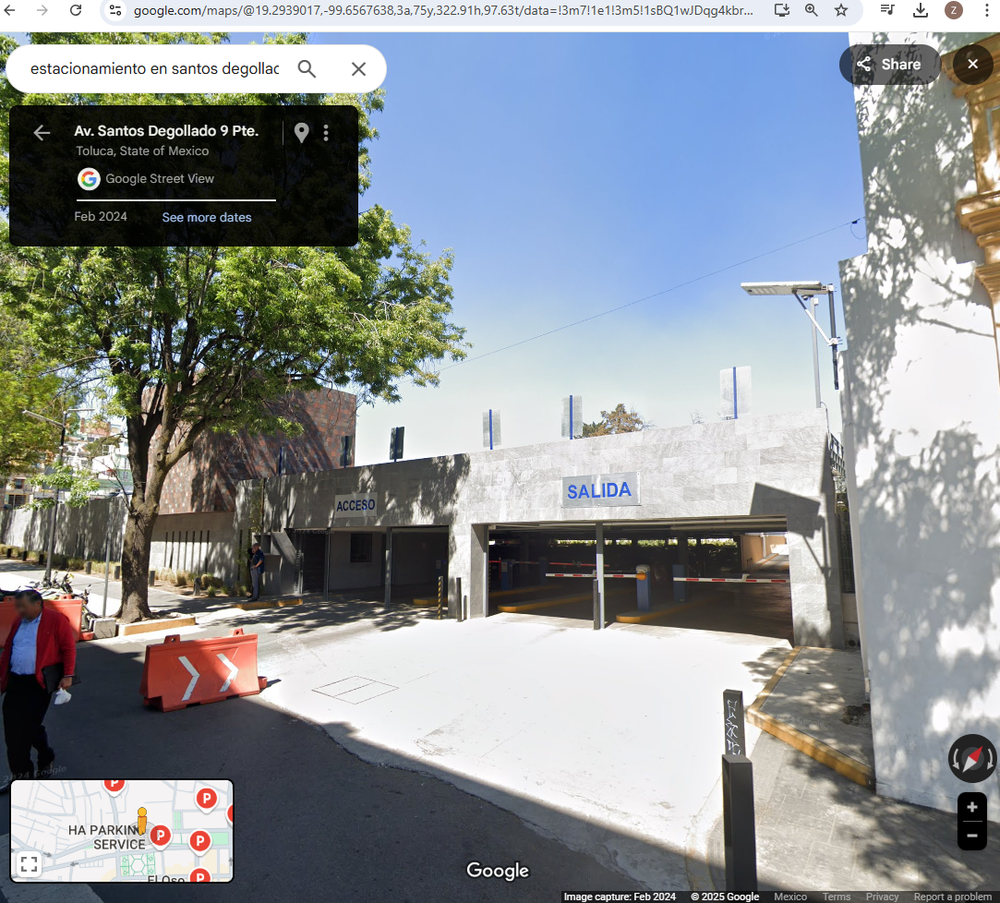 google.com/maps/@19.2939017,-99.6567638,3a,75y,322.91h,97.63t/data=!3m7!1e1!3m5!1sBQ1wJDqg4kbr...
Z
estacionamiento en santos degollac
Share
Av. Santos Degollado 9 Pte.
Toluca, State of Mexico
Google Street View
Feb 2024
See more dates
ACCESO
SALIDA
P
P
P
HA PARKING
SERVICE
P
P
El Oso
Google
Image capture: Feb 2024 © 2025 Google Mexico Terms Privacy Report a problem